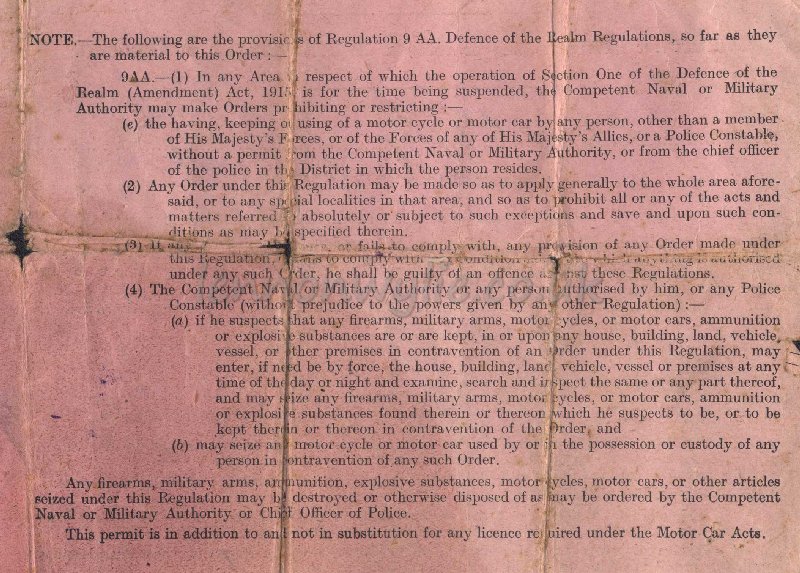 NOTE.—The following are the provisions of Regulation 9 AA. Defence of the Realm Regulations, so far as they
are material to this Order :—
9AA.—(1) In any Area in respect of which the operation of Section One of the Defence of the
Realm (Amendment) Act, 1915, is for the time being suspended, the Competent Naval or Military
Authority may make Orders prohibiting or restricting :—
(e) the having, keeping or using of a motor cycle or motor car by any person, other than a member
of His Majesty's Forces, or of the Forces of any of His Majesty's Allies, or a Police Constable,
without a permit from the Competent Naval or Military Authority, or from the chief officer
of the police in the District in which the person resides.
(2) Any Order under this Regulation may be made so as to apply generally to the whole area afore-
said, or to any special localities in that area, and so as to prohibit all or any of the acts and
matters referred to absolutely or subject to such exceptions and save and upon such con-
ditions as may be specified therein.
(3) If any or fails to comply with, any provision of any Order made under
this Regulation, or fails to comply with condition which anything is authorised
under any such Order, he shall be guilty of an offence against these Regulations.
(4) The Competent Naval or Military Authority or any person authorised by him, or any Police
Constable (without prejudice to the powers given by any other Regulation) :—
(a) if he suspects that any firearms, military arms, motor cycles, or motor cars, ammunition
or explosive substances are or are kept, in or upon any house, building, land, vehicle,
vessel, or other premises in contravention of an Order under this Regulation, may
enter, if need be by force, the house, building, land, vehicle, vessel or premises at any
time of the day or night and examine, search and inspect the same or any part thereof,
and may seize any firearms, military arms, motor cycles, or motor cars, ammunition
or explosive substances found therein or thereon which he suspects to be, or to be
kept therein or thereon in contravention of the Order, and
(b) may seize any motor cycle or motor car used by or in the possession or custody of any
person in contravention of any such Order.
Any firearms, military arms, ammunition, explosive substances, motor cycles, motor cars, or other articles
seized under this Regulation may be destroyed or otherwise disposed of as may be ordered by the Competent
Naval or Military Authority or Chief Officer of Police.
This permit is in addition to and not in substitution for any licence required under the Motor Car Acts.